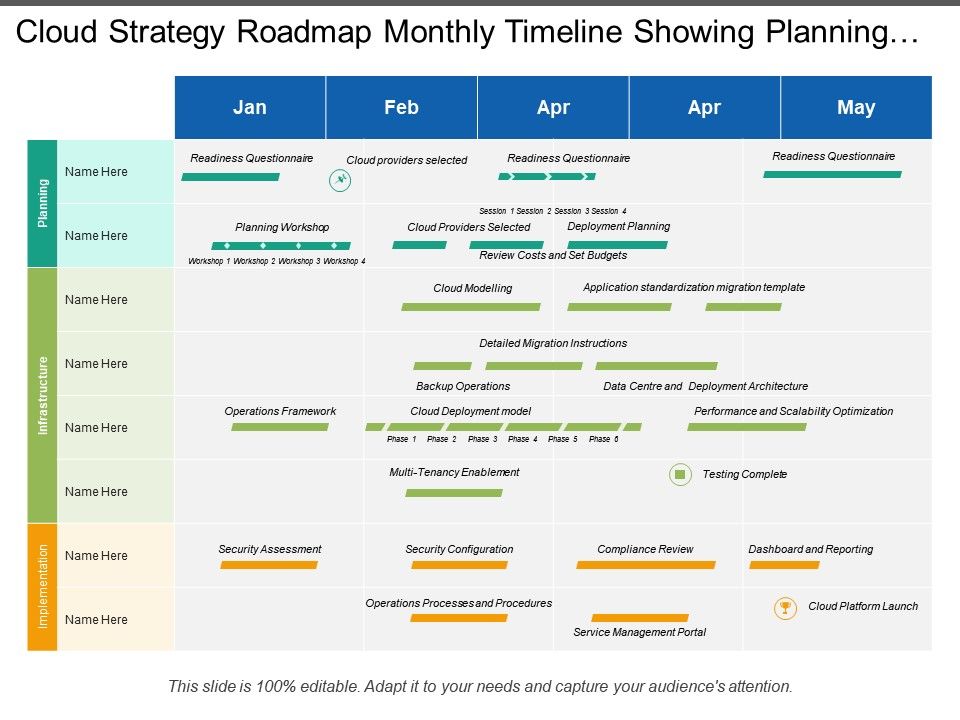 Cloud Strategy Roadmap Monthly Timeline Showing Planning…
Jan
Feb
Apr
Apr
May
Planning
Name Here
Readiness Questionnaire
Cloud providers selected
Readiness Questionnaire
Readiness Questionnaire
Session 1 Session 2 Session 3 Session 4
Name Here
Planning Workshop
Cloud Providers Selected
Deployment Planning
Workshop 1 Workshop 2 Workshop 3 Workshop 4
Review Costs and Set Budgets
Infrastructure
Name Here
Cloud Modelling
Application standardization migration template
Name Here
Detailed Migration Instructions
Backup Operations
Data Centre and Deployment Architecture
Name Here
Operations Framework
Cloud Deployment model
Performance and Scalability Optimization
Phase 1 Phase 2 Phase 3 Phase 4 Phase 5 Phase 6
Name Here
Multi-Tenancy Enablement
Testing Complete
Implementation
Name Here
Security Assessment
Security Configuration
Compliance Review
Dashboard and Reporting
Name Here
Operations Processes and Procedures
Cloud Platform Launch
Service Management Portal
This slide is 100% editable. Adapt it to your needs and capture your audience's attention.